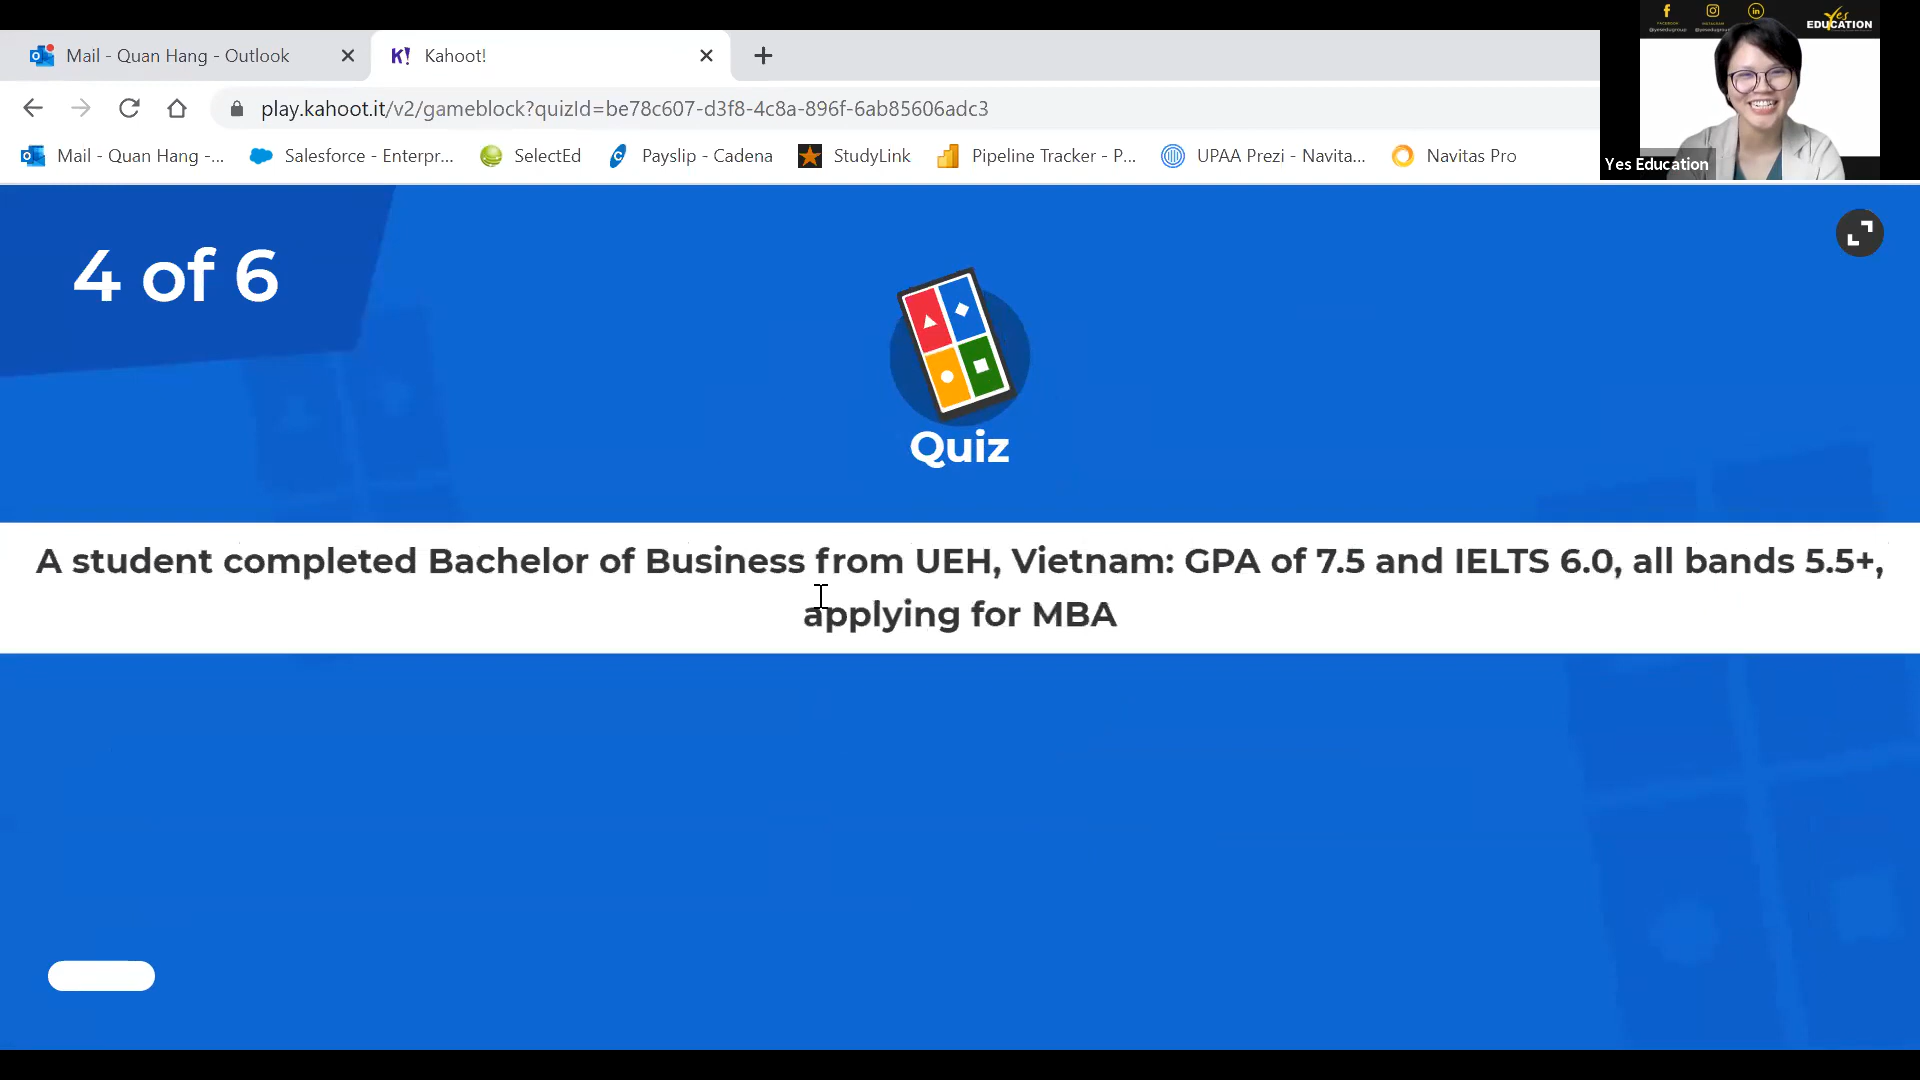 Mail - Quan Hang - Outlook
Kahoot!
play.kahoot.it/v2/gameblock?quizId=be78c607-d3f8-4c8a-896f-6ab85606adc3
Mail - Quan Hang -...
Salesforce - Enterpr...
SelectEd
Payslip - Cadena
StudyLink
Pipeline Tracker - P...
UPAA Prezi - Navita...
Navitas Pro
Yes
EDUCATION
Yes Education
4 of 6
Quiz
A student completed Bachelor of Business from UEH, Vietnam: GPA of 7.5 and IELTS 6.0, all bands 5.5+,
applying for MBA